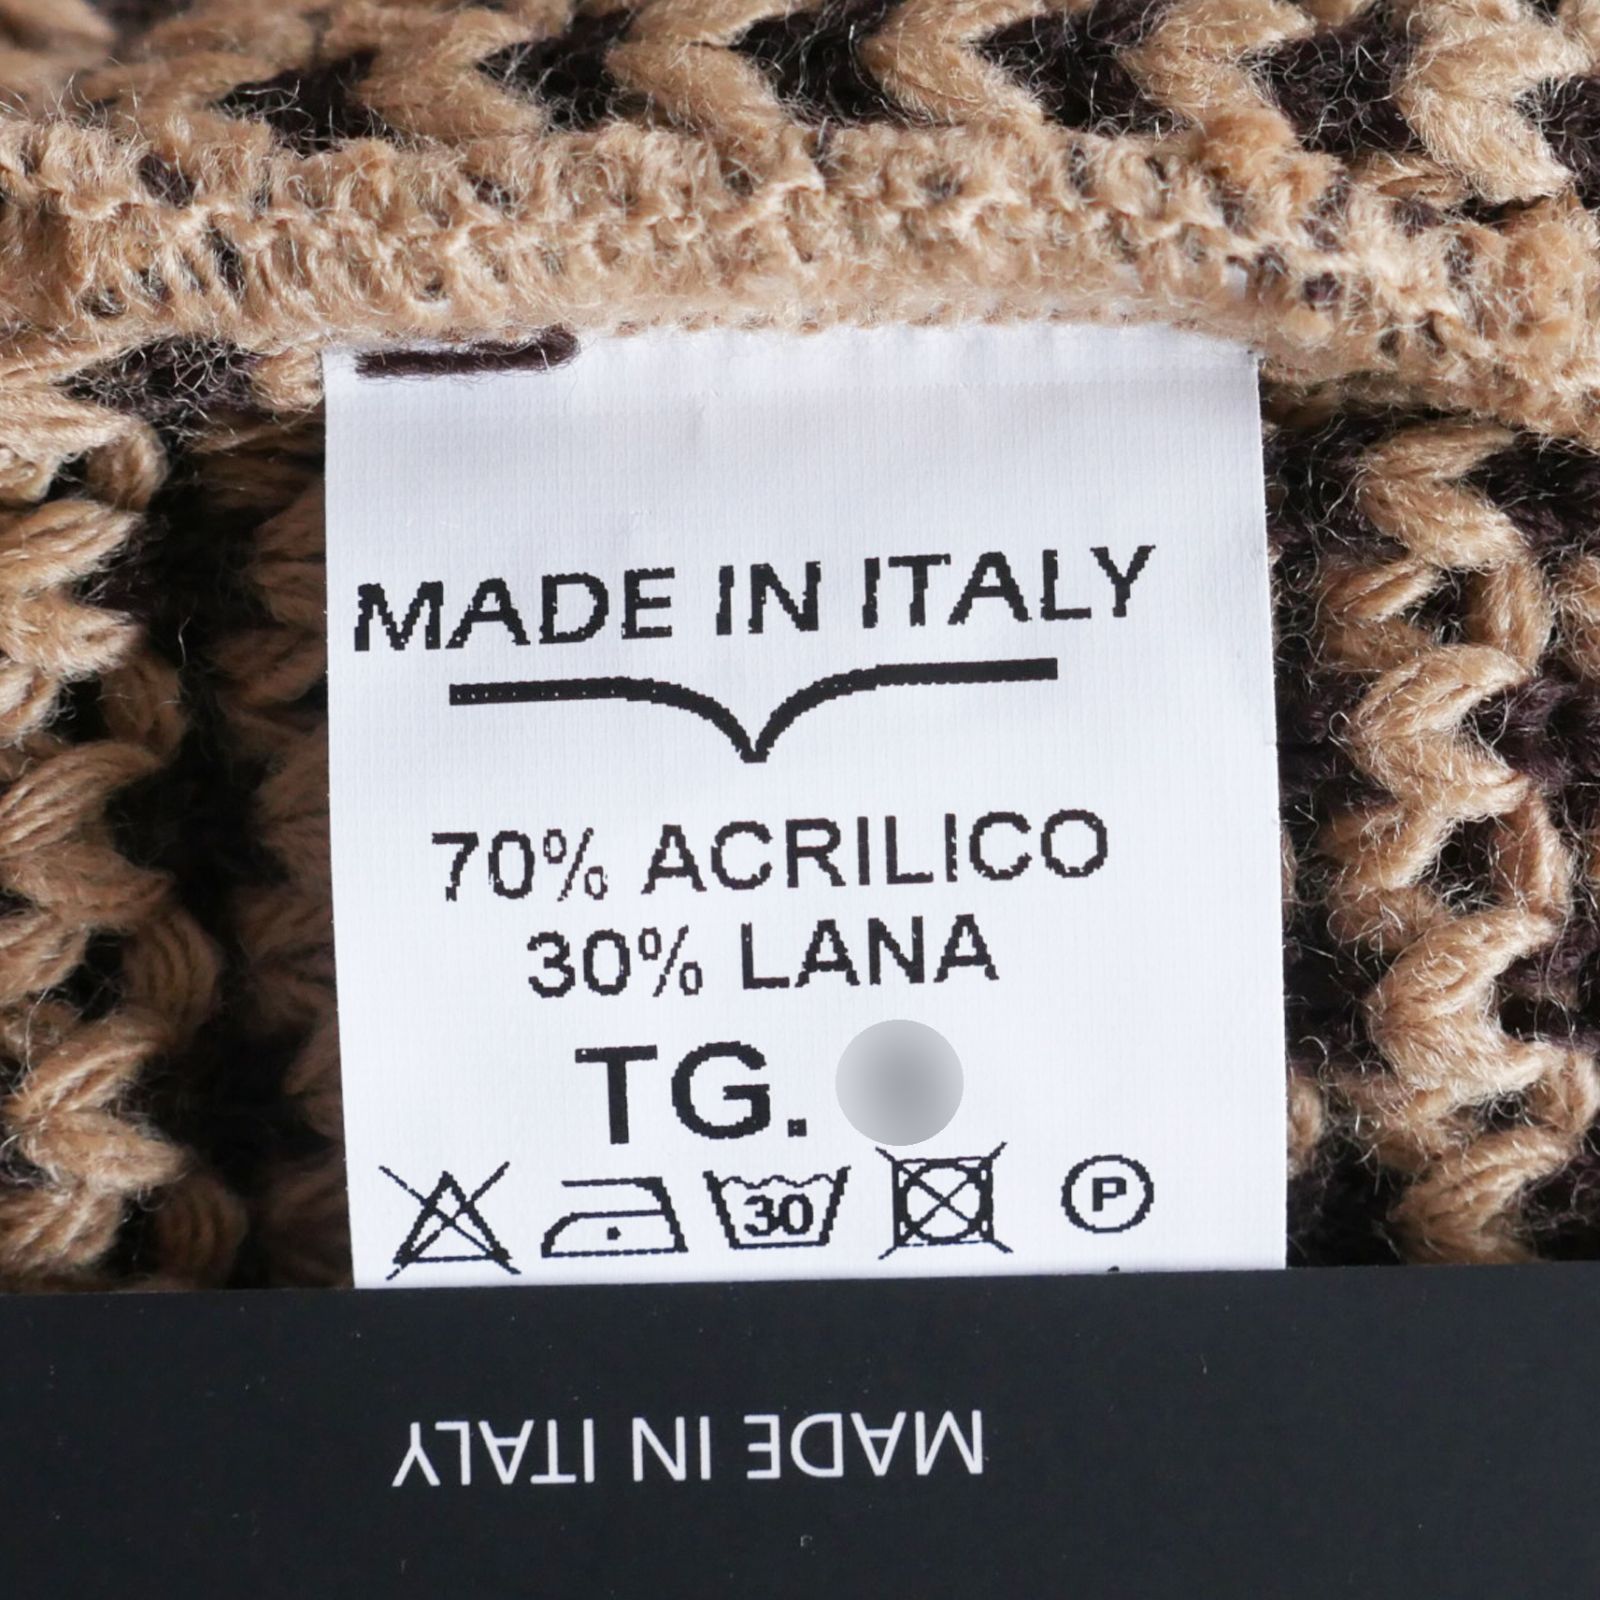 MADE IN ITALY
70% ACRILICO
30% LANA
TG.
30 P
MADE IN ITALY